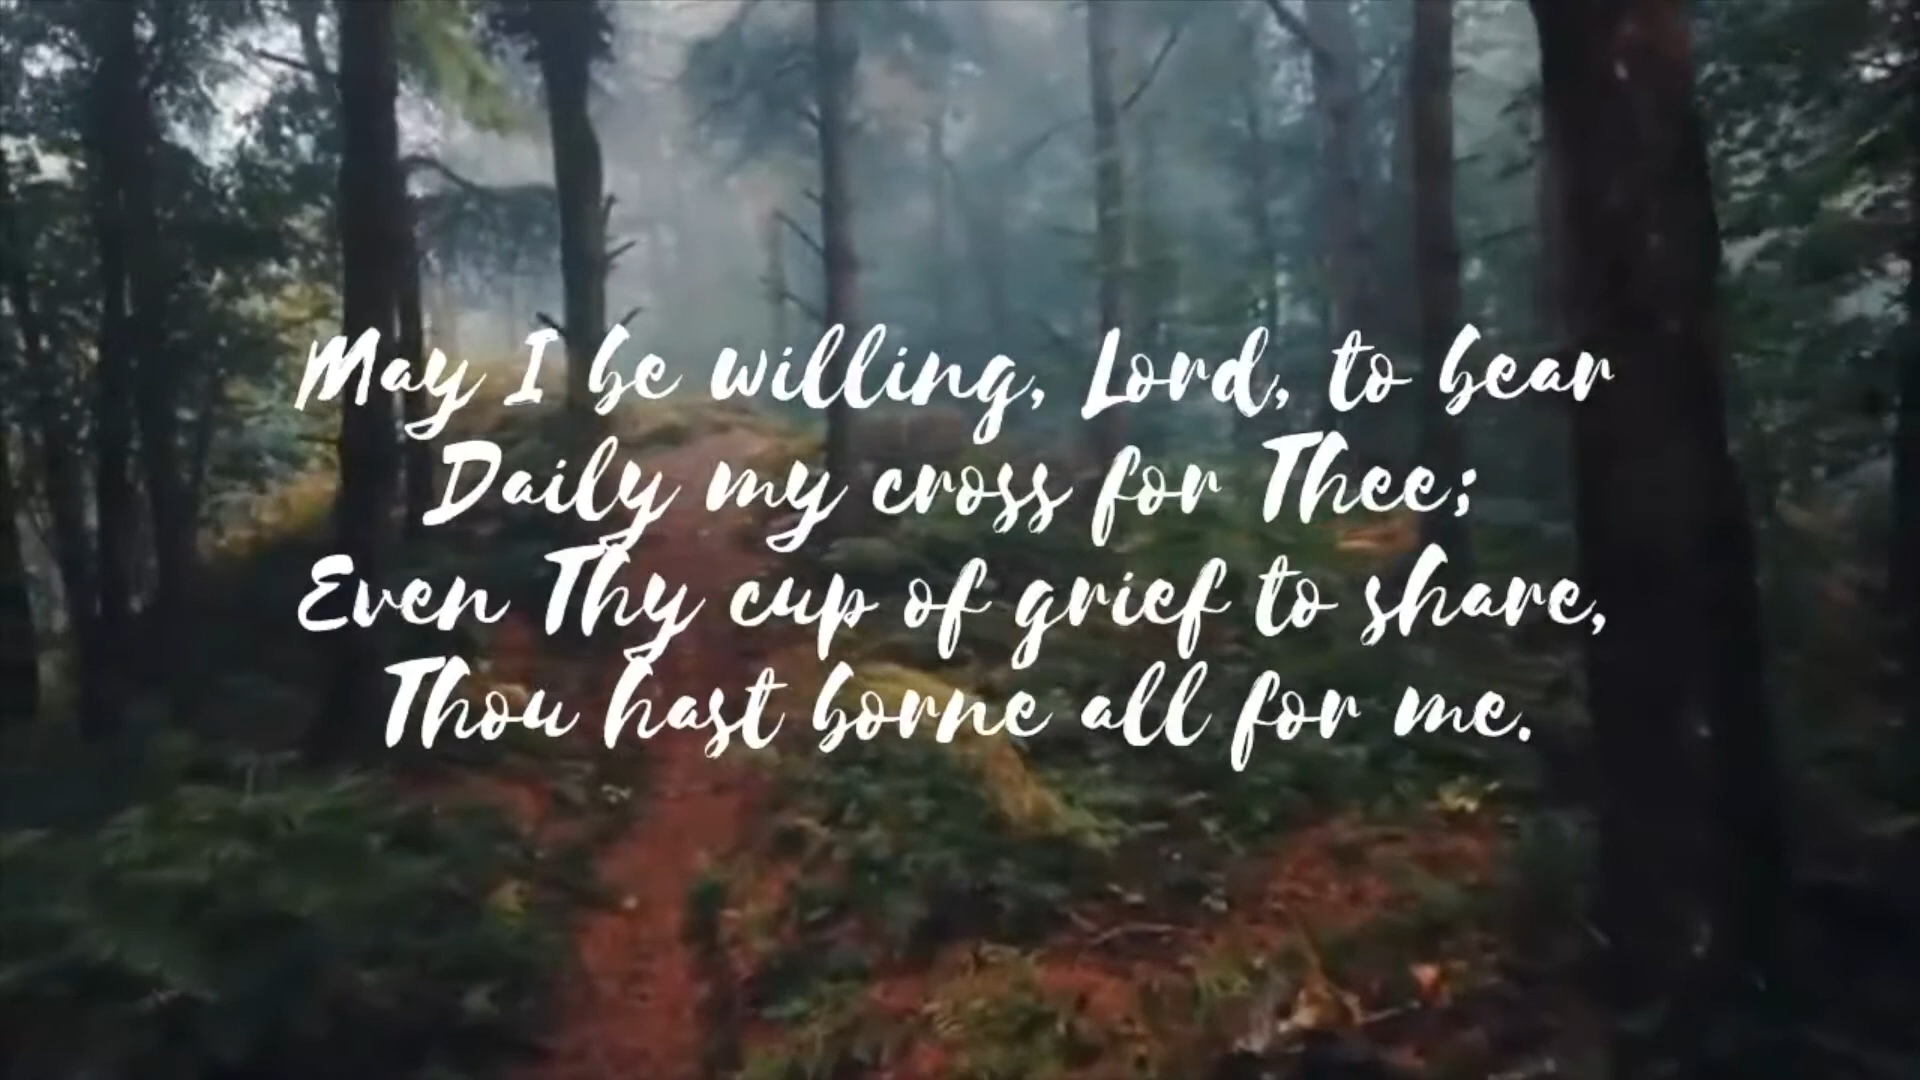 May I be willing, Lord, to bear
Daily my cross for Thee;
Even Thy cup of grief to share,
Thou hast borne all for me.